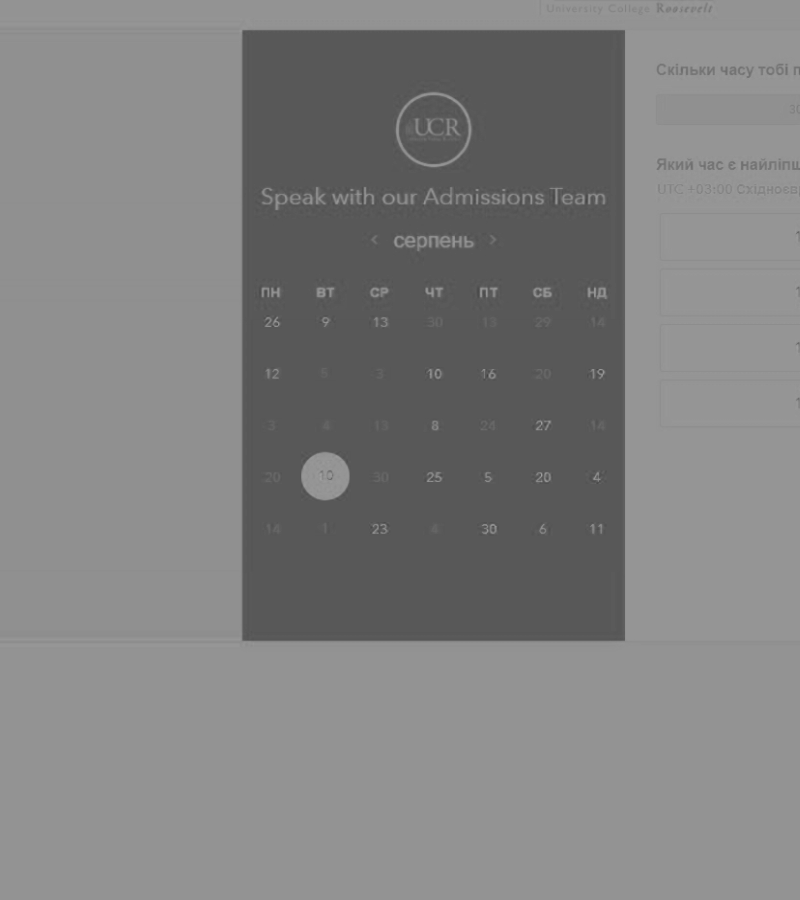 University College Roosevelt
UCR
Speak with our Admissions Team
< серпень >
ПН ВТ СР ЧТ ПТ СБ НД
26 9 13 30 13 29 14
12 5 3 10 16 20 19
3 4 13 8 24 27 14
20 10 30 25 5 20 4
14 1 23 4 30 6 11
Скільки часу тобі
30
Який час є
UTC +03:00